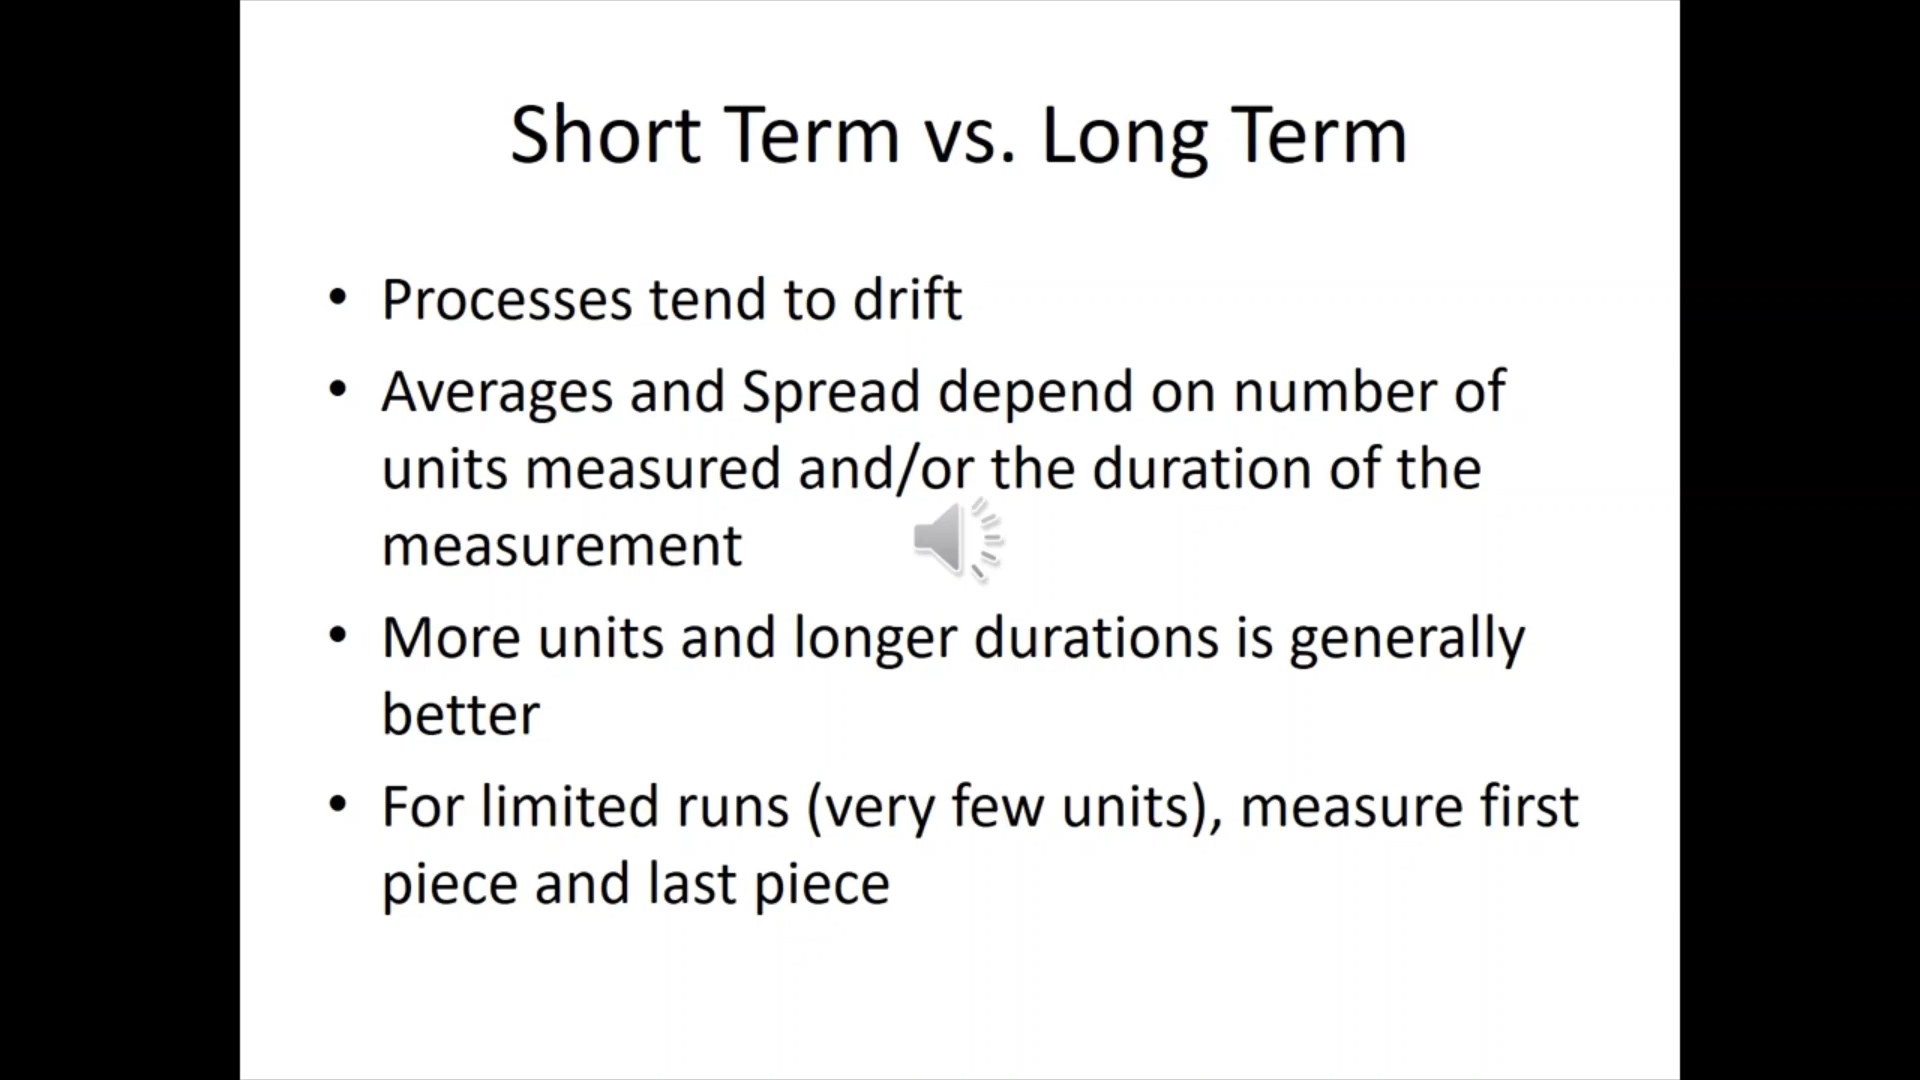 Short Term vs. Long Term
• Processes tend to drift
• Averages and Spread depend on number of
units measured and/or the duration of the
measurement
• More units and longer durations is generally
better
• For limited runs (very few units), measure first
piece and last piece